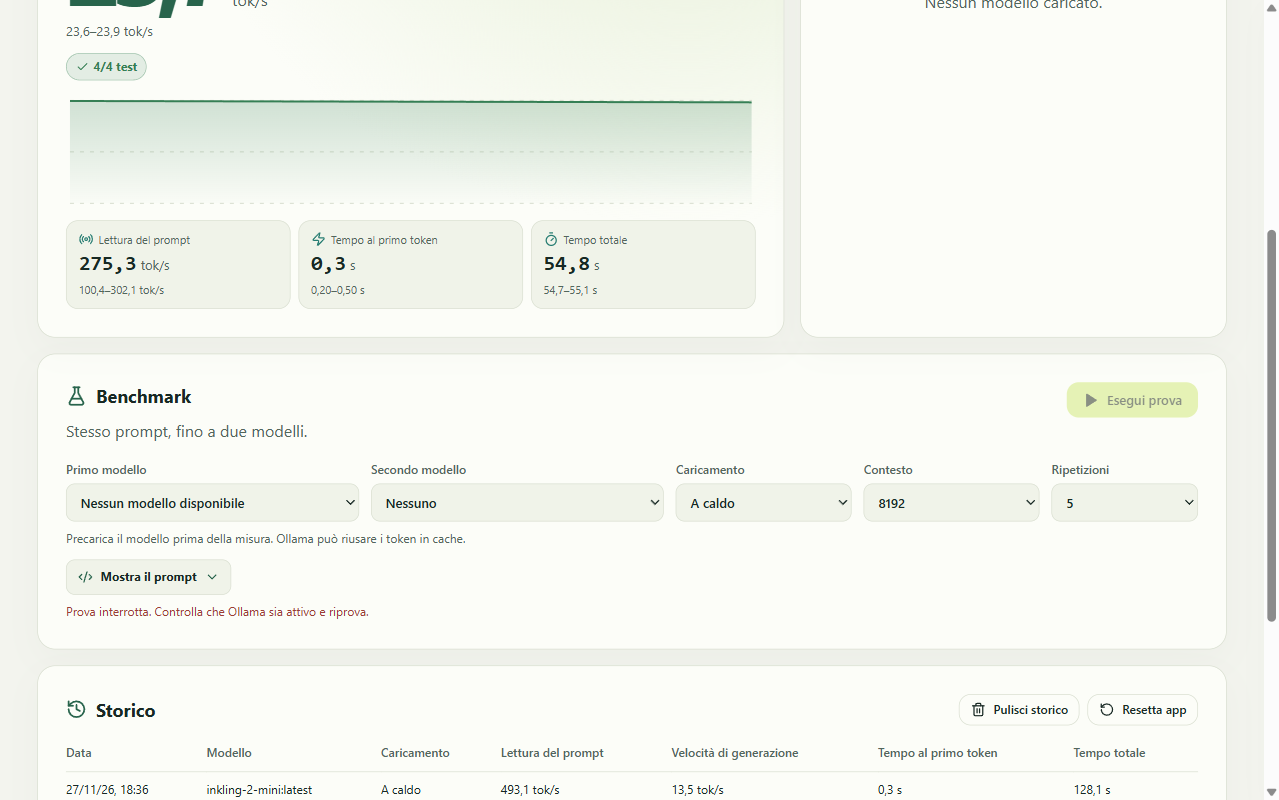 tok/s
Nessun modello caricato.
23,6–23,9 tok/s
4/4 test
Lettura del prompt
275,3 tok/s
100,4–302,1 tok/s
Tempo al primo token
0,3 s
0,20–0,50 s
Tempo totale
54,8 s
54,7–55,1 s
Benchmark
Esegui prova
Stesso prompt, fino a due modelli.
Primo modello
Nessun modello disponibile
Secondo modello
Nessuno
Caricamento
A caldo
Contesto
8192
Ripetizioni
5
Precarica il modello prima della misura. Ollama può riusare i token in cache.
</> Mostra il prompt
Prova interrotta. Controlla che Ollama sia attivo e riprova.
Storico
Pulisci storico
Resetta app
Data Modello Caricamento Lettura del prompt Velocità di generazione Tempo al primo token Tempo totale
27/11/26, 18:36 inkling-2-mini:latest A caldo 493,1 tok/s 13,5 tok/s 0,3 s 128,1 s